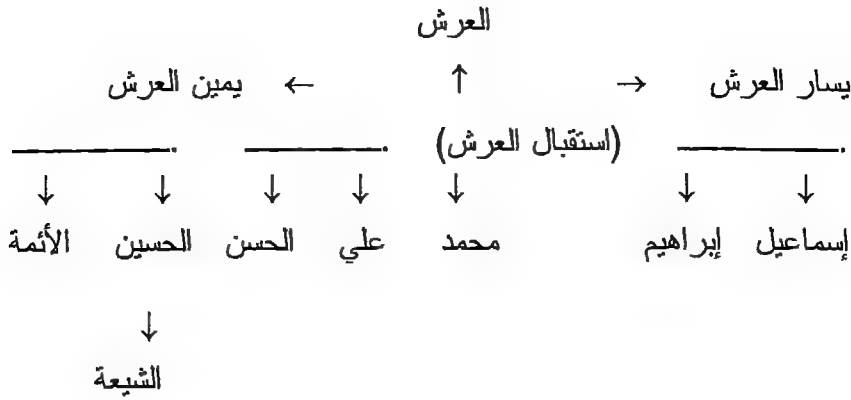 العرش
↑
يسار العرش → ← يمين العرش
(استقبال العرش)
↓ ↓ ↓ ↓ ↓ ↓ ↓
إسماعيل إبراهيم محمد علي الحسن الحسين الأئمة
↓
الشيعة